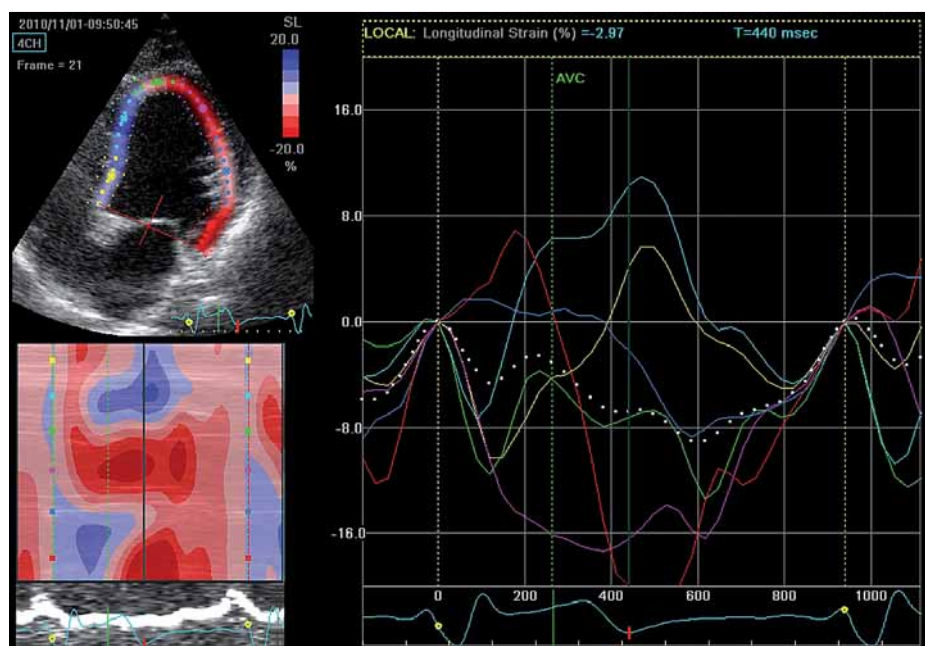 2010/11/01-09:50:45
4CH
Frame = 21
SL
20.0
-20.0
%
LOCAL: Longitudinal Strain (%) =-2.97 T=440 msec
AVC
16.0
8.0
0.0
-8.0
-16.0
0 200 400 600 800 1000